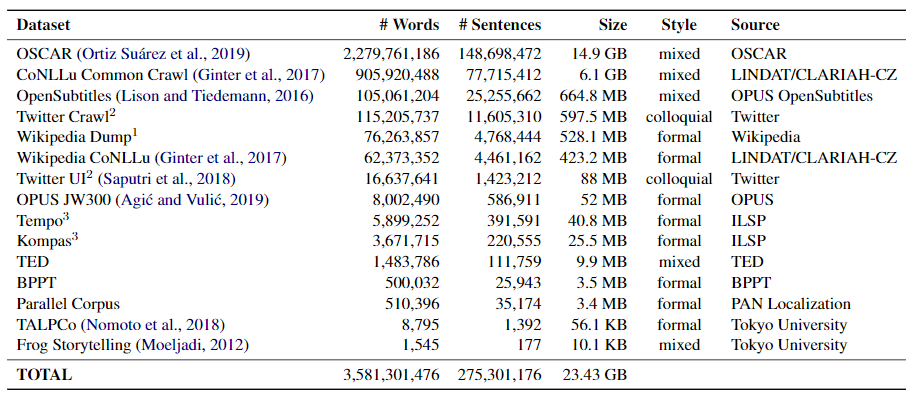 Dataset # Words # Sentences Size Style Source
OSCAR (Ortiz Suárez et al., 2019) 2,279,761,186 148,698,472 14.9 GB mixed OSCAR
CoNLLu Common Crawl (Ginter et al., 2017) 905,920,488 77,715,412 6.1 GB mixed LINDAT/CLARIAH-CZ
OpenSubtitles (Lison and Tiedemann, 2016) 105,061,204 25,255,662 664.8 MB mixed OPUS OpenSubtitles
Twitter Crawl² 115,205,737 11,605,310 597.5 MB colloquial Twitter
Wikipedia Dump¹ 76,263,857 4,768,444 528.1 MB formal Wikipedia
Wikipedia CoNLLu (Ginter et al., 2017) 62,373,352 4,461,162 423.2 MB formal LINDAT/CLARIAH-CZ
Twitter UI² (Saputri et al., 2018) 16,637,641 1,423,212 88 MB colloquial Twitter
OPUS JW300 (Agić and Vulić, 2019) 8,002,490 586,911 52 MB formal OPUS
Tempo³ 5,899,252 391,591 40.8 MB formal ILSP
Kompas³ 3,671,715 220,555 25.5 MB formal ILSP
TED 1,483,786 111,759 9.9 MB mixed TED
BPPT 500,032 25,943 3.5 MB formal BPPT
Parallel Corpus 510,396 35,174 3.4 MB formal PAN Localization
TALPCo (Nomoto et al., 2018) 8,795 1,392 56.1 KB formal Tokyo University
Frog Storytelling (Moeljadi, 2012) 1,545 177 10.1 KB mixed Tokyo University
TOTAL 3,581,301,476 275,301,176 23.43 GB